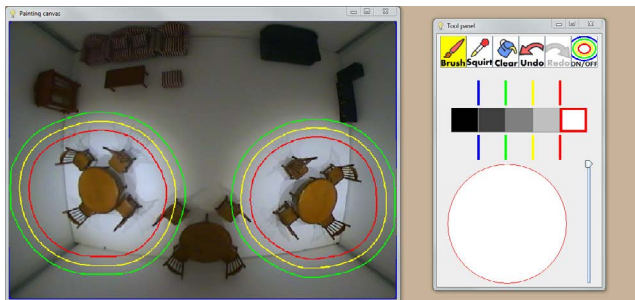 Painting canvas
Tool panel
Brush Squirt Clear Undo Redo ON/OFF